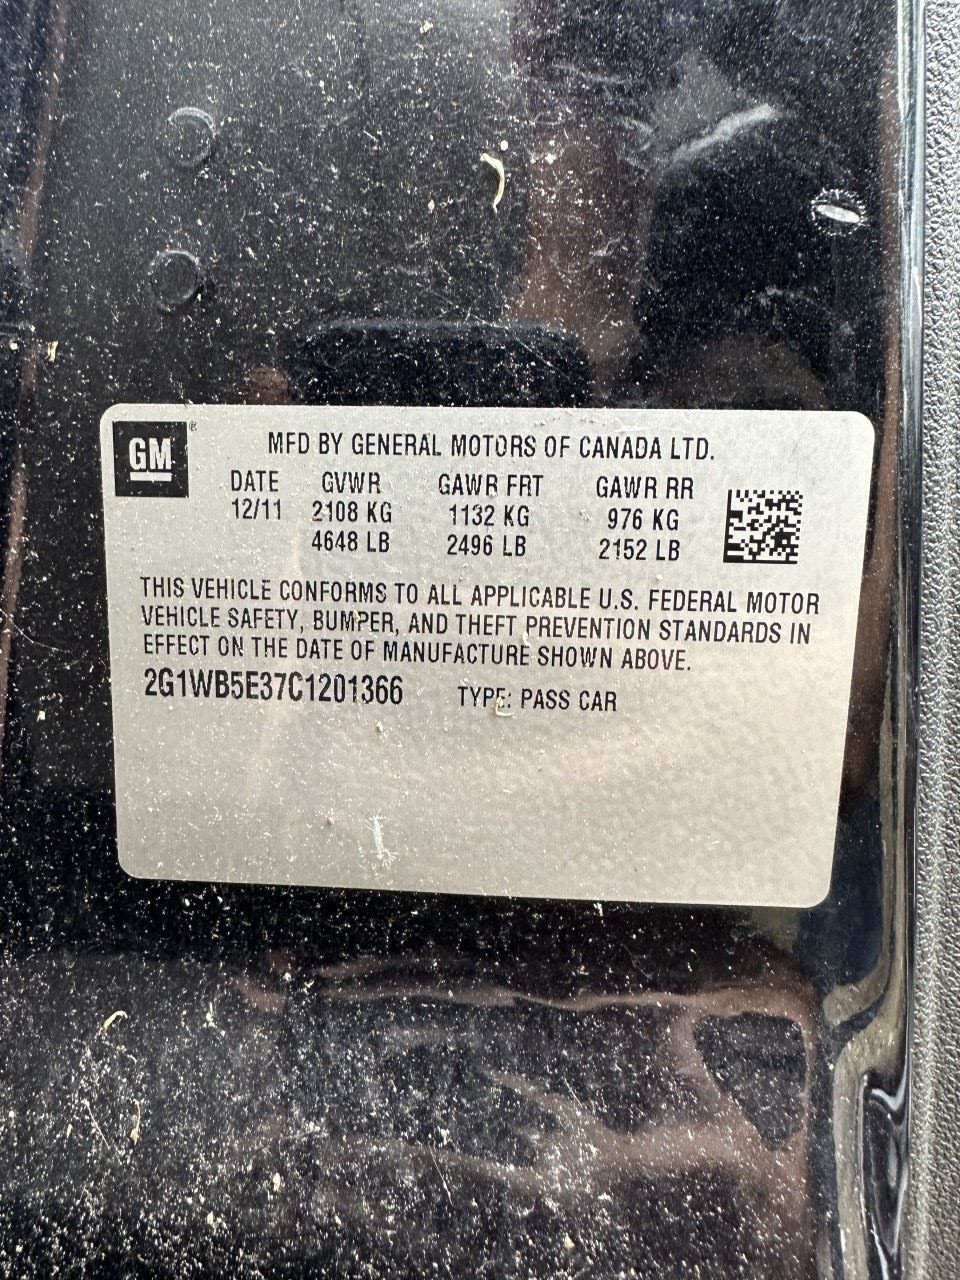 GM
®
MFD BY GENERAL MOTORS OF CANADA LTD.
DATE GVWR GAWR FRT GAWR RR
12/11 2108 KG 1132 KG 976 KG
4648 LB 2496 LB 2152 LB
THIS VEHICLE CONFORMS TO ALL APPLICABLE U.S. FEDERAL MOTOR
VEHICLE SAFETY, BUMPER, AND THEFT PREVENTION STANDARDS IN
EFFECT ON THE DATE OF MANUFACTURE SHOWN ABOVE.
2G1WB5E37C1201366 TYPE: PASS CAR